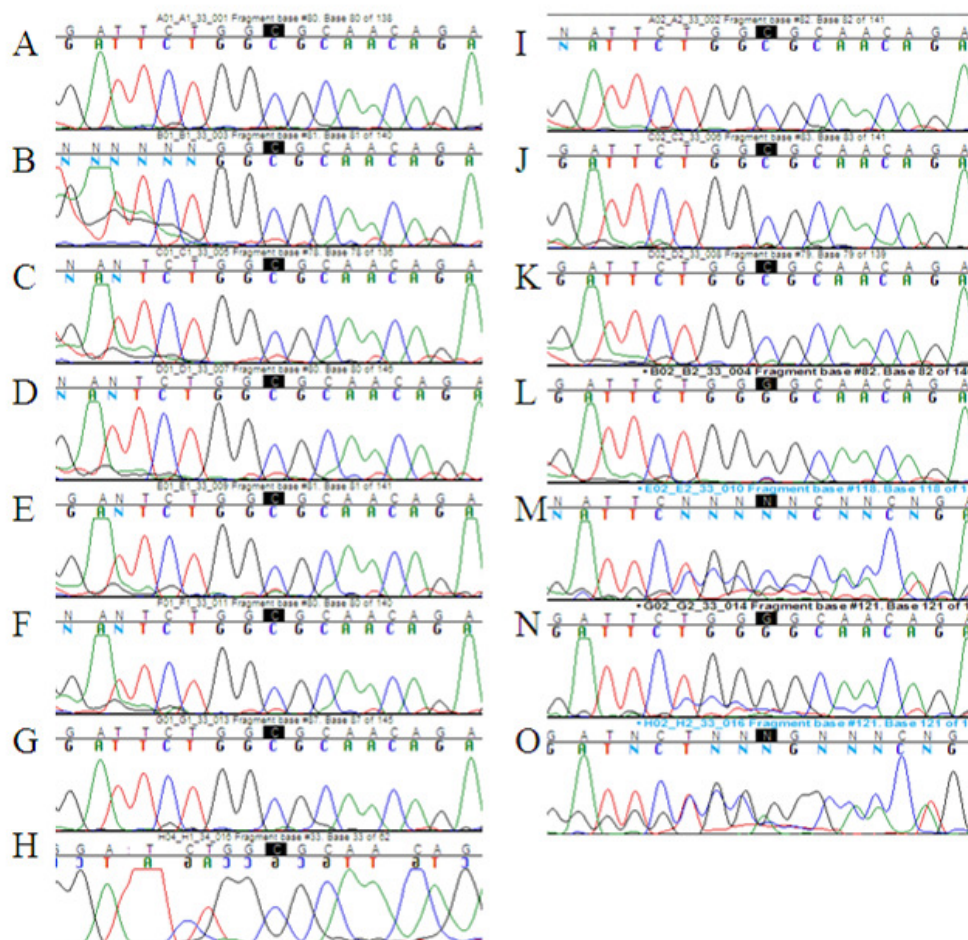 A
A01_A1_33_001 Fragment base #80. Base 80 of 138
G A T T C T G G C G C A A C A G A
G A T T C T G G C G C A A C A G A
B
B01_B1_33_003 Fragment base #81. Base 81 of 140
N N N N N N G G C G C A A C A G A
N N N N N N G G C G C A A C A G A
C
C01_C1_33_005 Fragment base #78. Base 78 of 136
N A N T C T G G C G C A A C A G A
N A N T C T G G C G C A A C A G A
D
D01_D1_33_007 Fragment base #80. Base 80 of 146
N A N T C T G G C G C A A C A G A
N A N T C T G G C G C A A C A G A
E
E01_E1_33_009 Fragment base #81. Base 81 of 141
G A N T C T G G C G C A A C A G A
G A N T C T G G C G C A A C A G A
F
F01_F1_33_011 Fragment base #80. Base 80 of 140
N A N T C T G G C G C A A C A G A
N A N T C T G G C G C A A C A G A
G
G01_G1_33_013 Fragment base #87. Base 87 of 145
G A T T C T G G C G C A A C A G A
G A T T C T G G C G C A A C A G A
H
H04_H1_34_016 Fragment base #33. Base 33 of 62
G G A T C T G G C G C A A
I
A02_A2_33_002 Fragment base #82. Base 82 of 141
N A T T C T G G C G C A A C A G A
N A T T C T G G C G C A A C A G A
J
C02_C2_33_006 Fragment base #83. Base 83 of 141
G A T T C T G G C G C A A C A G A
G A T T C T G G C G C A A C A G A
K
D02_D2_33_008 Fragment base #79. Base 79 of 139
G A T T C T G G C G C A A C A G A
G A T T C T G G C G C A A C A G A
L
*B02_B2_33_004 Fragment base #82. Base 82 of 14
G A T T C T G G G G C A A C A G A
G A T T C T G G G G C A A C A G A
M
*E02_E2_33_010 Fragment base #118. Base 118 of 1
N A T T C N N N N N C N N C N G A
N A T T C N N N N N C N N C N G A
N
*G02_G2_33_014 Fragment base #121. Base 121 of 1
G A T T C T G G G G C A A C A G A
G A T T C T G G G G C A A C A G A
O
*H02_H2_33_016 Fragment base #121. Base 121 of 1
G A T N C T N N N G N N N C N G
G A T N C T N N N G N N N C N G